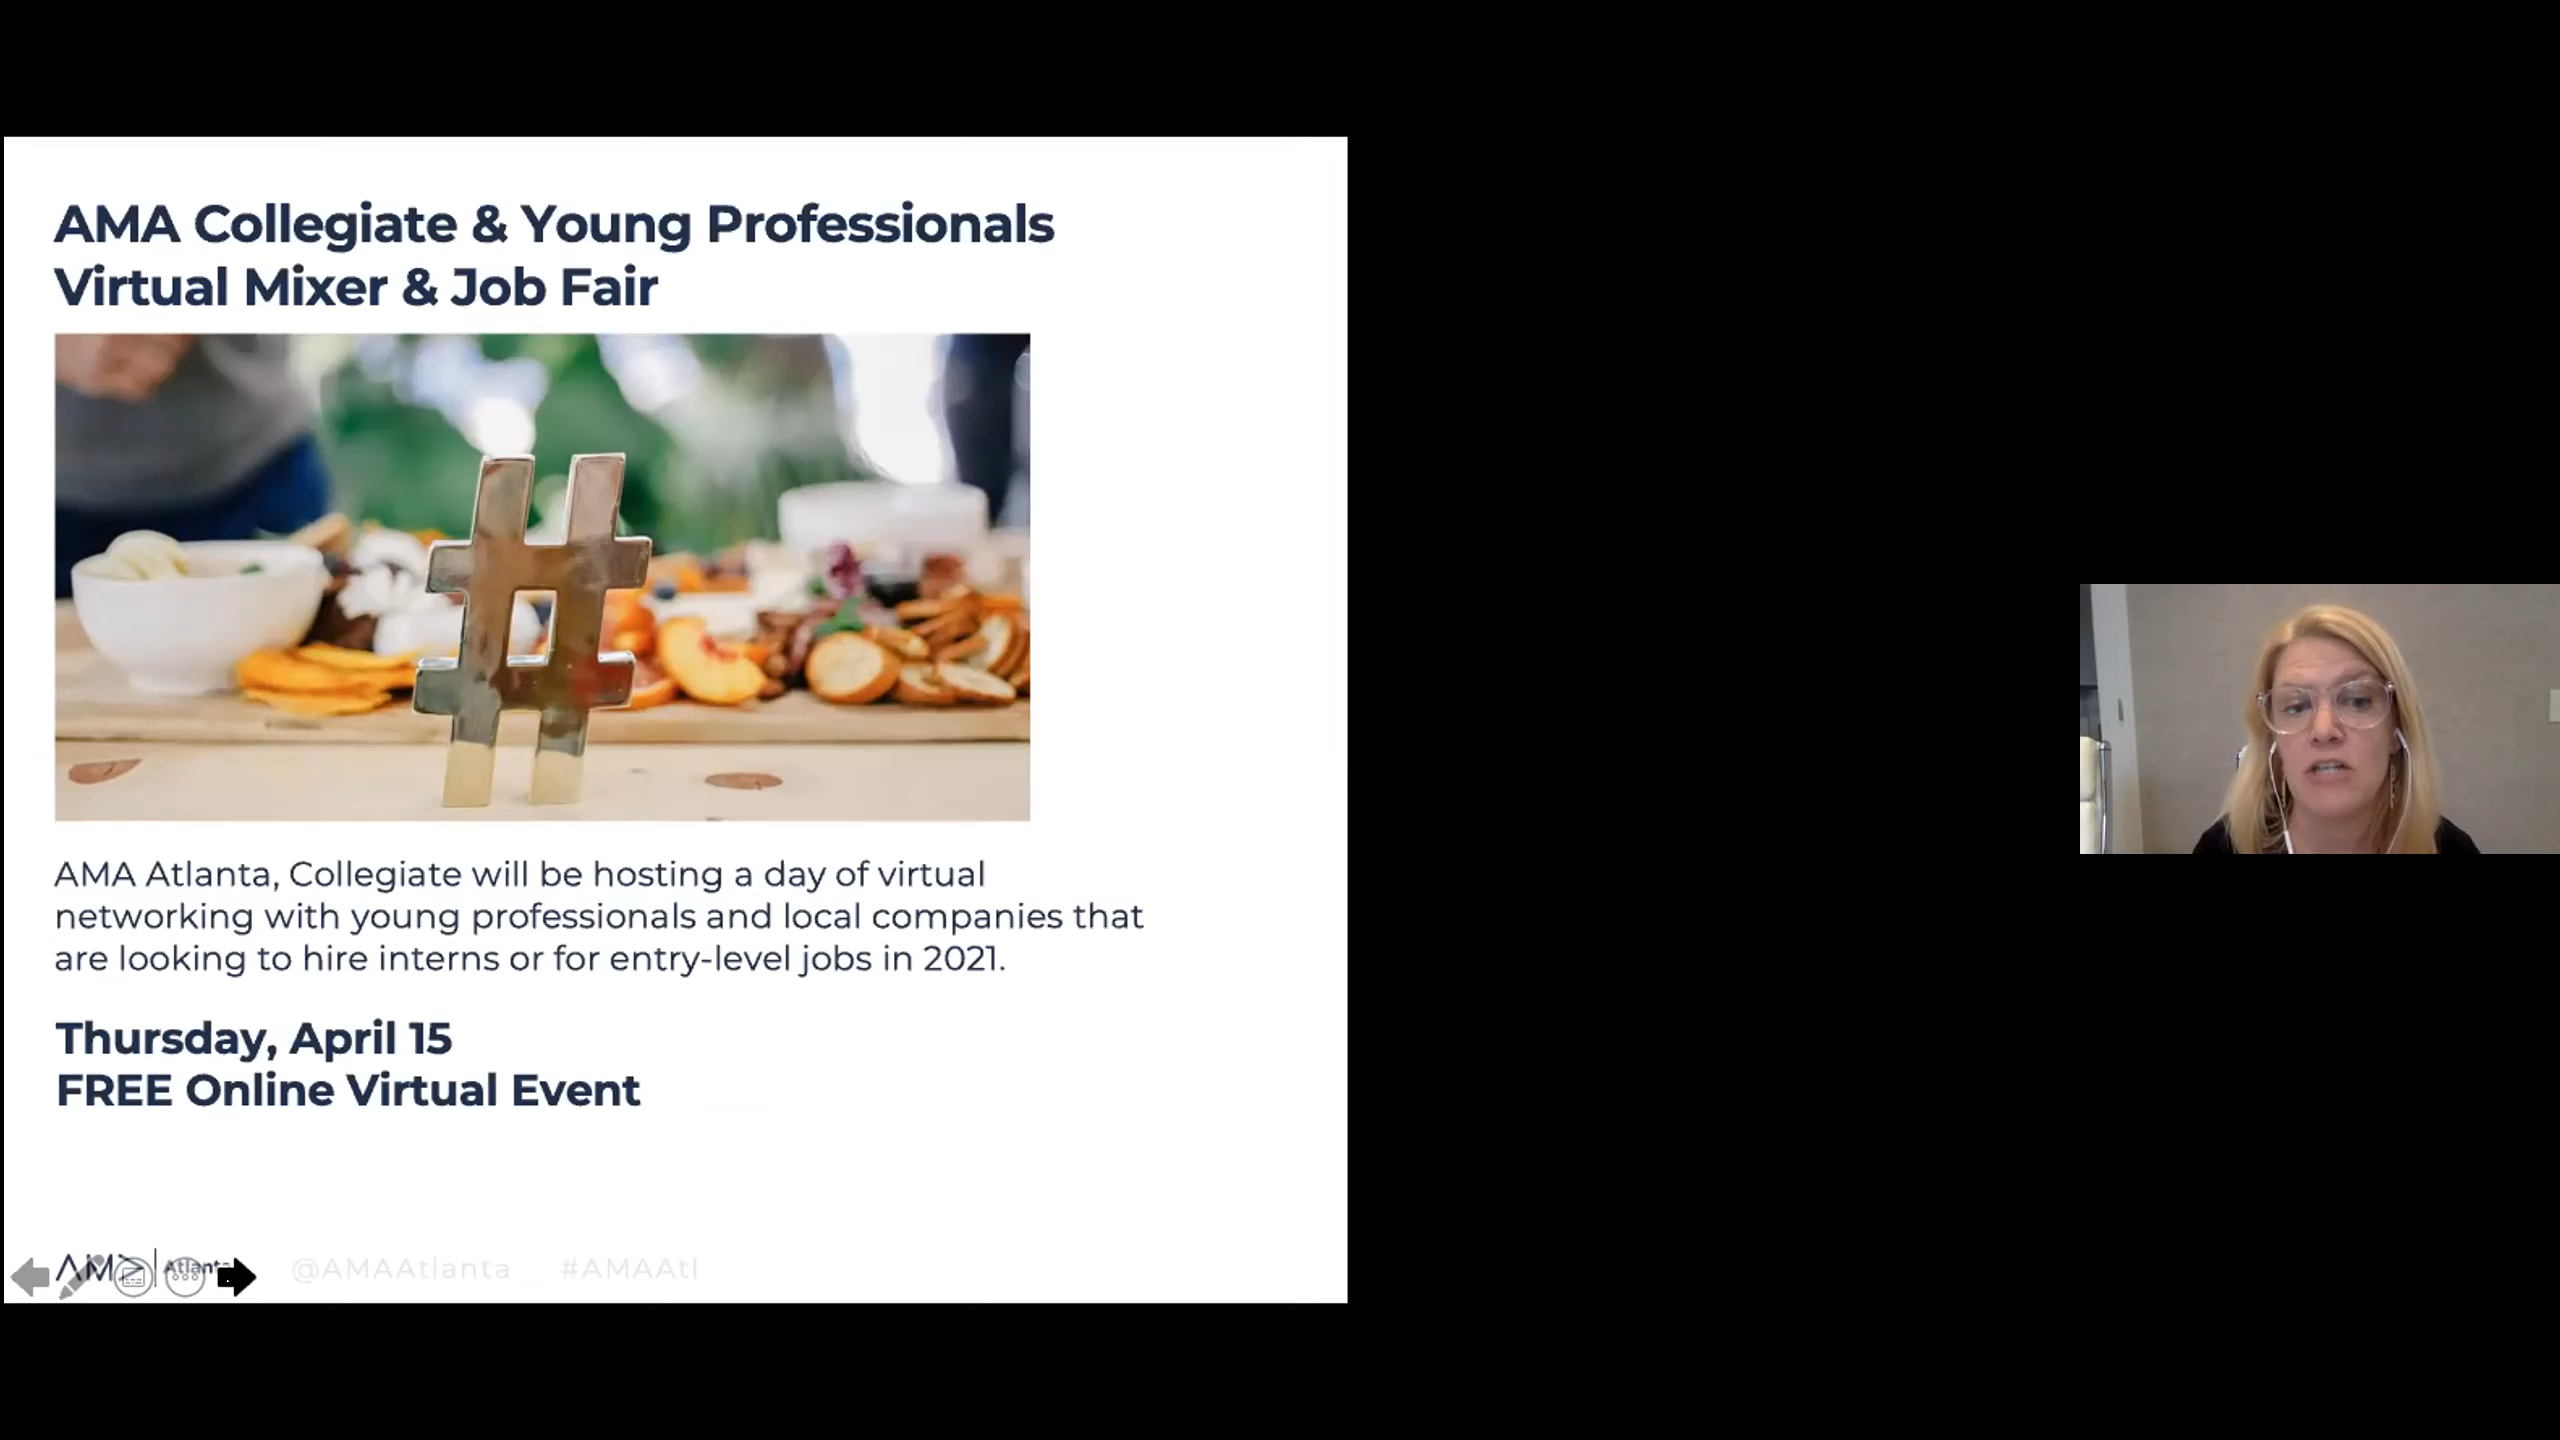 AMA Collegiate & Young Professionals
Virtual Mixer & Job Fair
#
AMA Atlanta, Collegiate will be hosting a day of virtual
networking with young professionals and local companies that
are looking to hire interns or for entry-level jobs in 2021.
Thursday, April 15
FREE Online Virtual Event
AMA | Atlanta @AMAAtlanta #AMAAtl